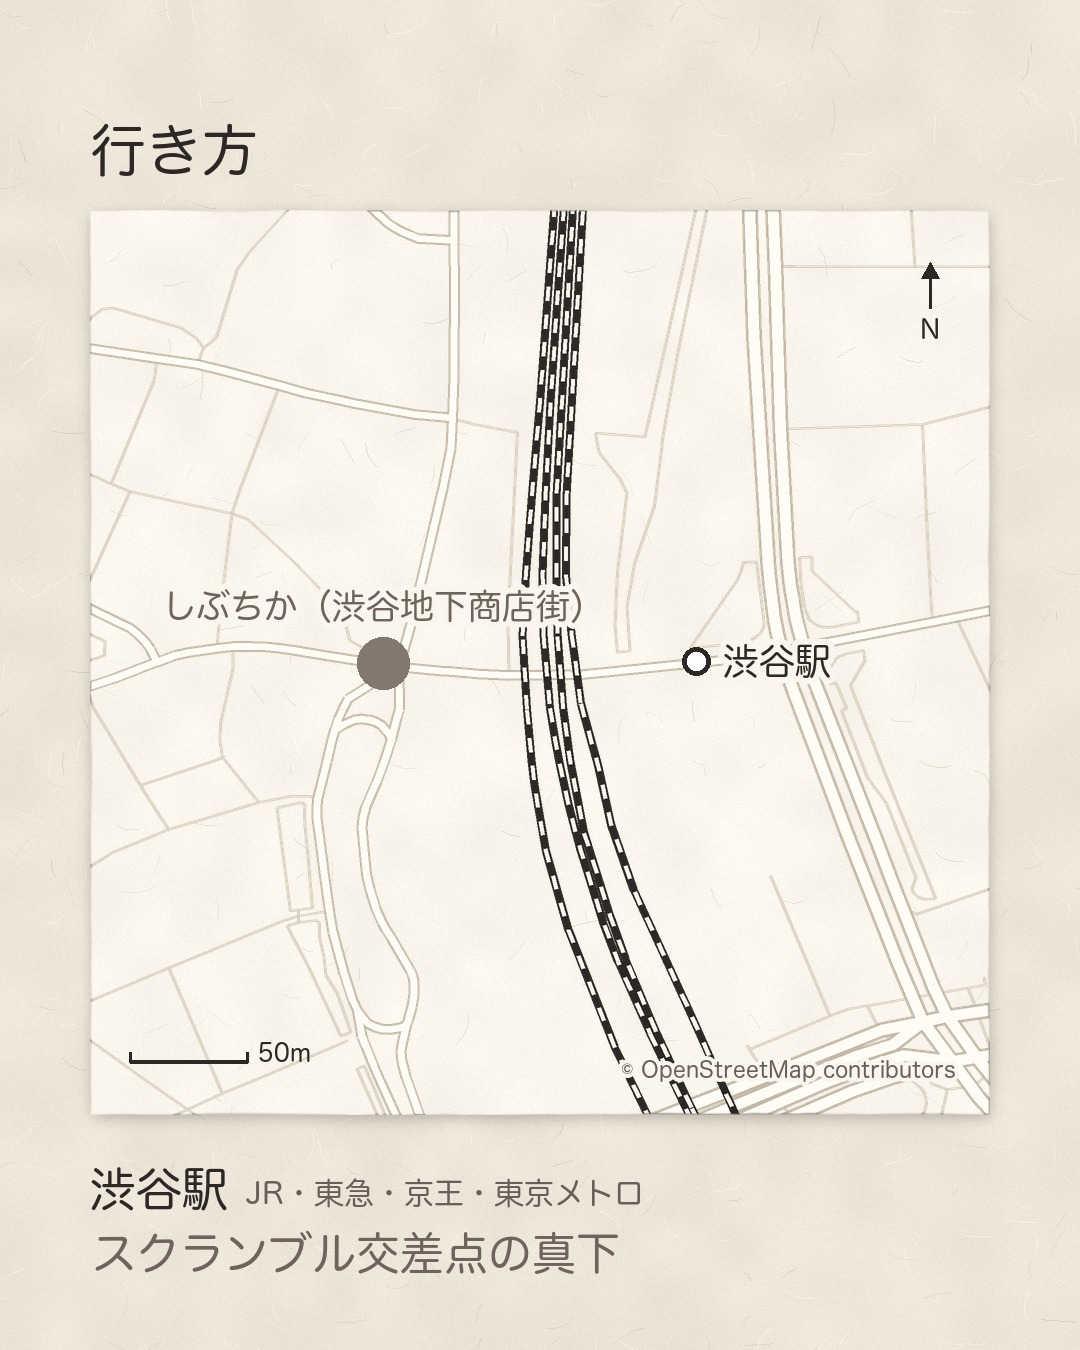 行き方
N
しぶちか（渋谷地下商店街）
渋谷駅
50m
© OpenStreetMap contributors
渋谷駅 JR・東急・京王・東京メトロ
スクランブル交差点の真下